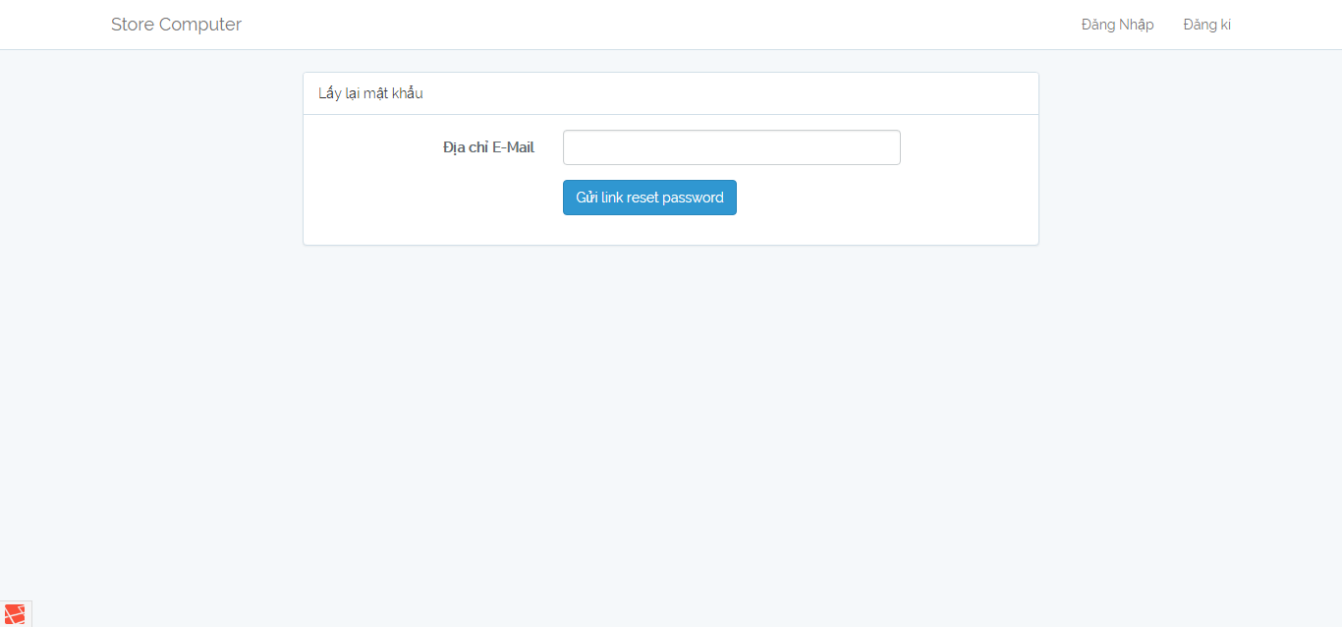 Store Computer
Đăng Nhập
Đăng kí
Lấy lại mật khẩu
Địa chỉ E-Mail
Gửi link reset password